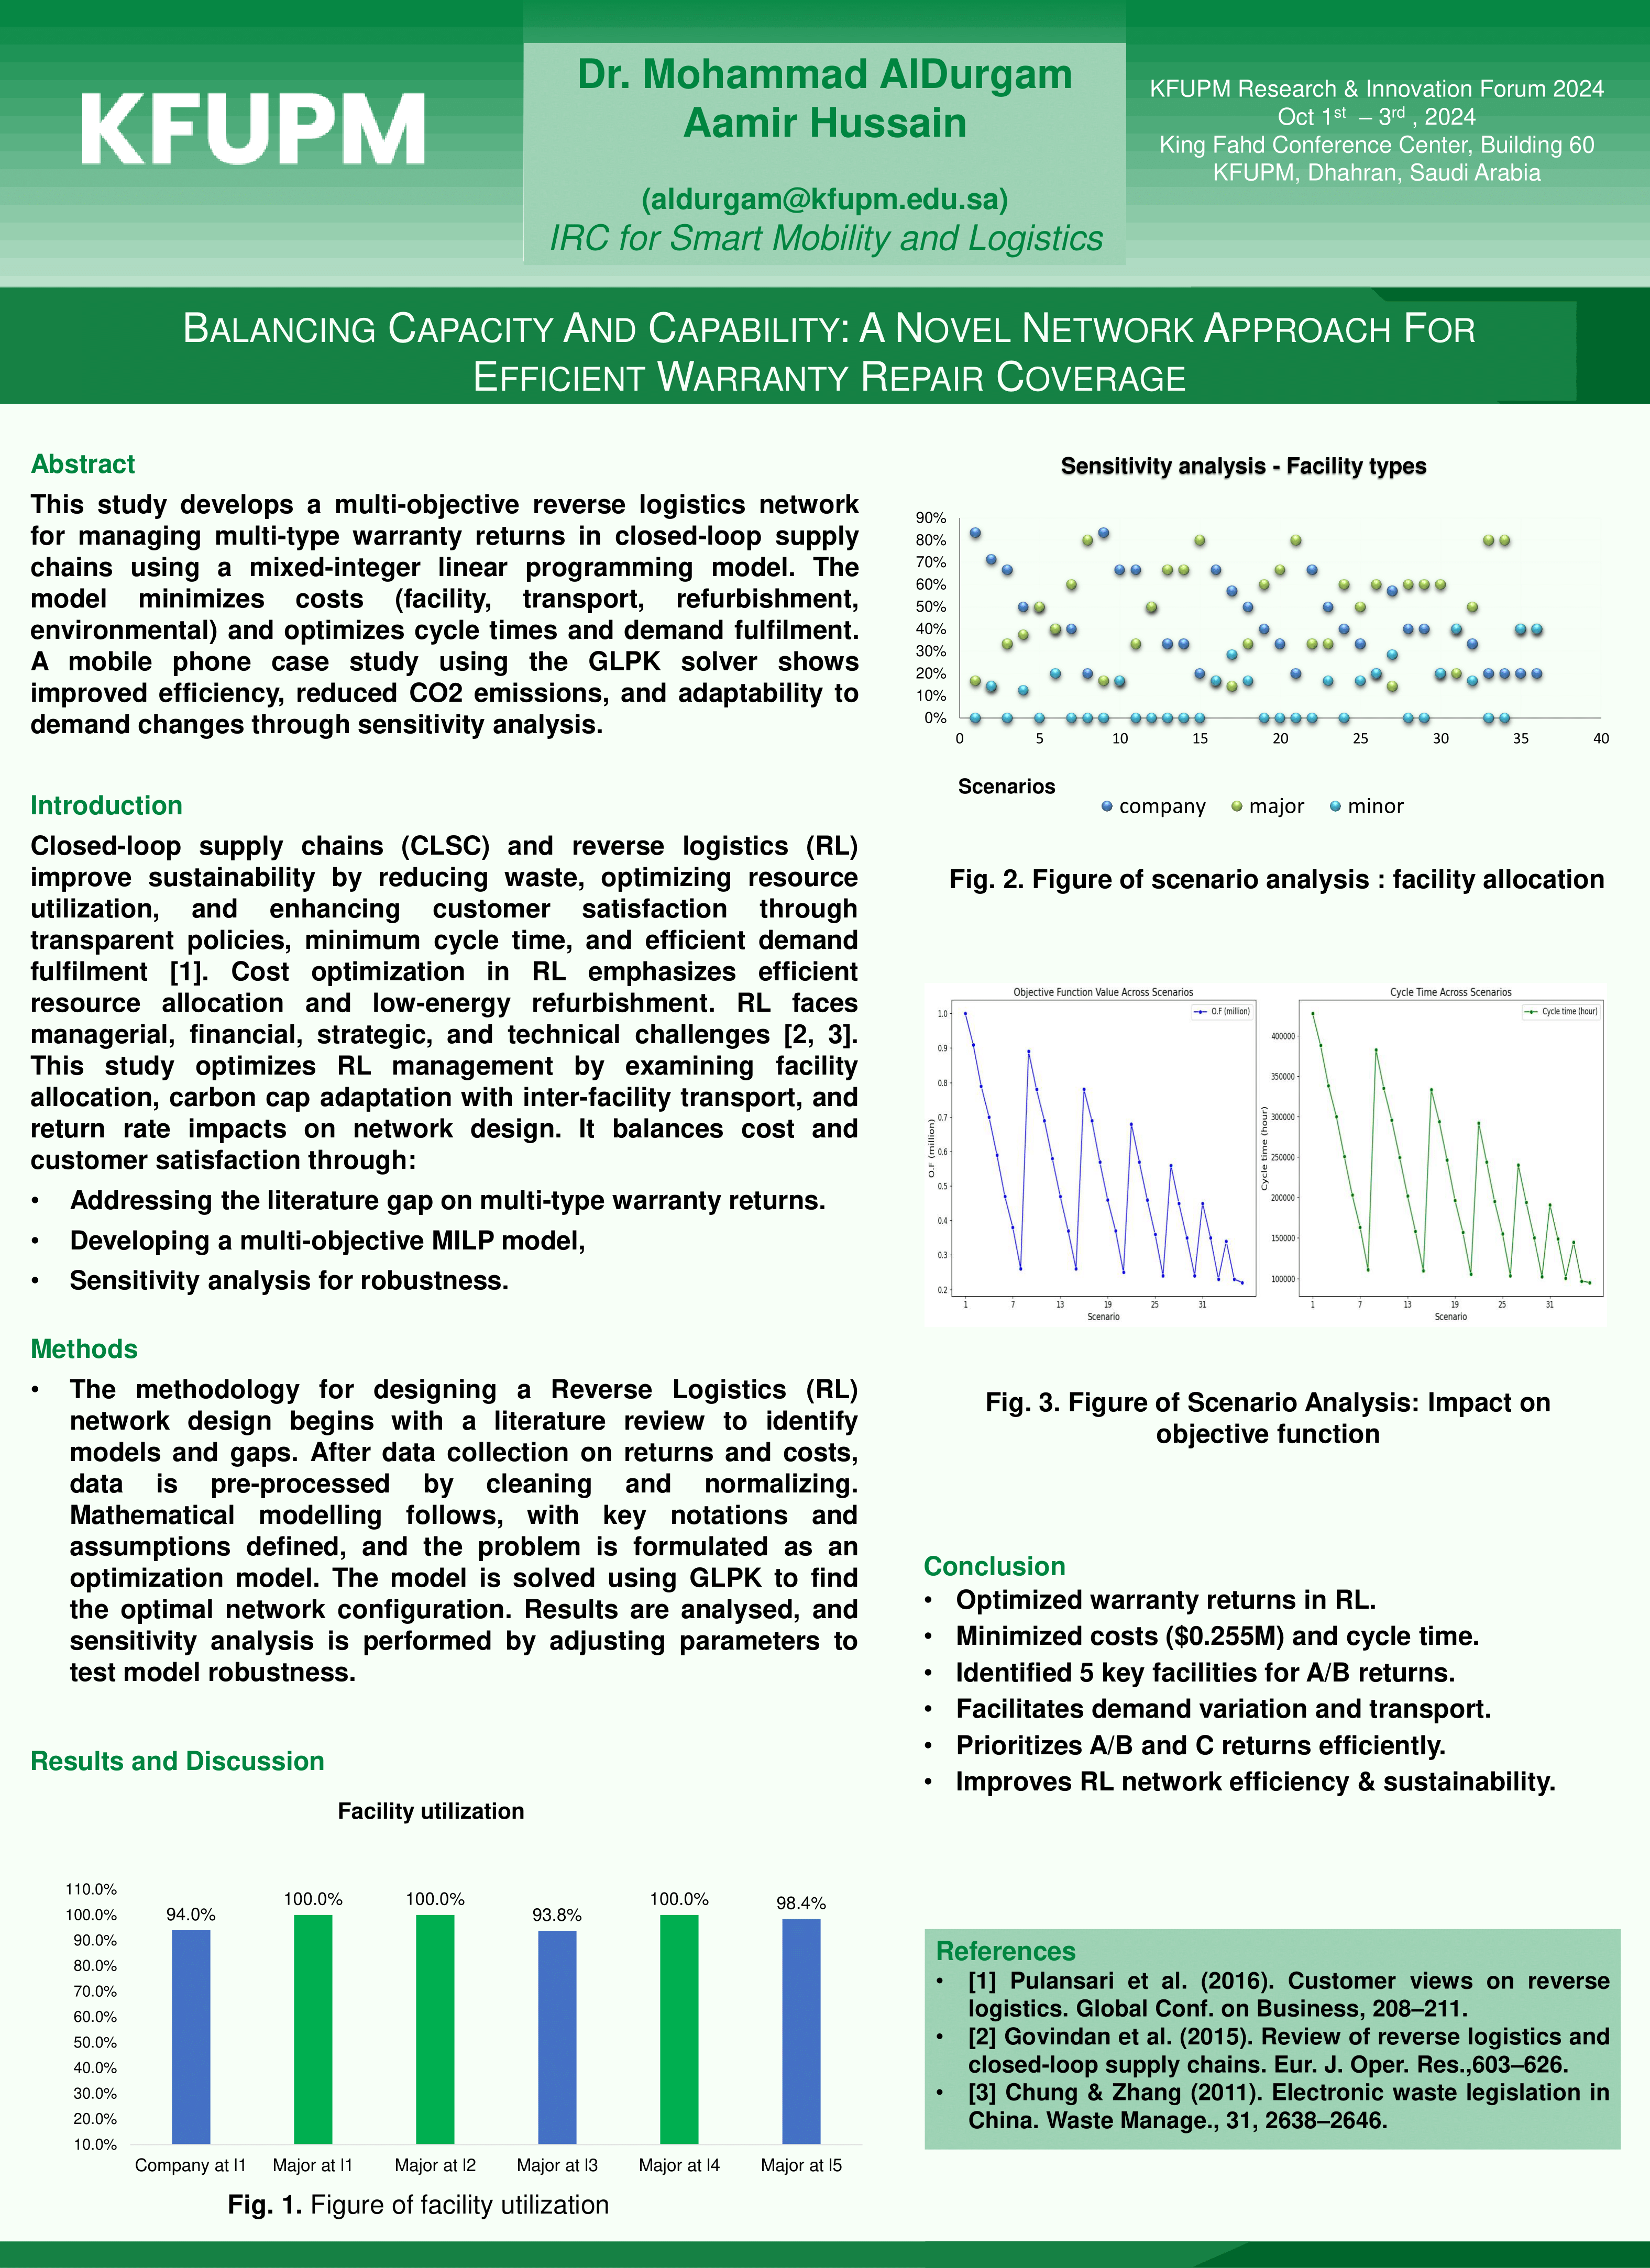 KFUPM
Dr. Mohammad AlDurgam
Aamir Hussain
(aldurgam@kfupm.edu.sa)
IRC for Smart Mobility and Logistics
KFUPM Research & Innovation Forum 2024
Oct 1st – 3rd , 2024
King Fahd Conference Center, Building 60
KFUPM, Dhahran, Saudi Arabia
BALANCING CAPACITY AND CAPABILITY: A NOVEL NETWORK APPROACH FOR
EFFICIENT WARRANTY REPAIR COVERAGE
Abstract
This study develops a multi-objective reverse logistics network
for managing multi-type warranty returns in closed-loop supply
chains using a mixed-integer linear programming model. The
model minimizes costs (facility, transport, refurbishment,
environmental) and optimizes cycle times and demand fulfilment.
A mobile phone case study using the GLPK solver shows
improved efficiency, reduced CO2 emissions, and adaptability to
demand changes through sensitivity analysis.
Introduction
Closed-loop supply chains (CLSC) and reverse logistics (RL)
improve sustainability by reducing waste, optimizing resource
utilization, and enhancing customer satisfaction through
transparent policies, minimum cycle time, and efficient demand
fulfilment [1]. Cost optimization in RL emphasizes efficient
resource allocation and low-energy refurbishment. RL faces
managerial, financial, strategic, and technical challenges [2, 3].
This study optimizes RL management by examining facility
allocation, carbon cap adaptation with inter-facility transport, and
return rate impacts on network design. It balances cost and
customer satisfaction through:
• Addressing the literature gap on multi-type warranty returns.
• Developing a multi-objective MILP model,
• Sensitivity analysis for robustness.
Methods
• The methodology for designing a Reverse Logistics (RL)
network design begins with a literature review to identify
models and gaps. After data collection on returns and costs,
data is pre-processed by cleaning and normalizing.
Mathematical modelling follows, with key notations and
assumptions defined, and the problem is formulated as an
optimization model. The model is solved using GLPK to find
the optimal network configuration. Results are analysed, and
sensitivity analysis is performed by adjusting parameters to
test model robustness.
Results and Discussion
Facility utilization
110.0%
100.0%
90.0%
80.0%
70.0%
60.0%
50.0%
40.0%
30.0%
20.0%
10.0%
94.0%
100.0%
100.0%
93.8%
100.0%
98.4%
Company at l1
Major at l1
Major at l2
Major at l3
Major at l4
Major at l5
Fig. 1. Figure of facility utilization
Sensitivity analysis - Facility types
90%
80%
70%
60%
50%
40%
30%
20%
10%
0%
0 5 10 15 20 25 30 35 40
Scenarios
company major minor
Fig. 2. Figure of scenario analysis : facility allocation
Objective Function Value Across Scenarios
O.F (million)
O.F (million)
1.0
0.9
0.8
0.7
0.6
0.5
0.4
0.3
0.2
1 7 13 19 25 31
Scenario
Cycle Time Across Scenarios
Cycle time (hour)
Cycle time (hour)
400000
350000
300000
250000
200000
150000
100000
1 7 13 19 25 31
Scenario
Fig. 3. Figure of Scenario Analysis: Impact on
objective function
Conclusion
• Optimized warranty returns in RL.
• Minimized costs ($0.255M) and cycle time.
• Identified 5 key facilities for A/B returns.
• Facilitates demand variation and transport.
• Prioritizes A/B and C returns efficiently.
• Improves RL network efficiency & sustainability.
References
• [1] Pulansari et al. (2016). Customer views on reverse
logistics. Global Conf. on Business, 208–211.
• [2] Govindan et al. (2015). Review of reverse logistics and
closed-loop supply chains. Eur. J. Oper. Res.,603–626.
• [3] Chung & Zhang (2011). Electronic waste legislation in
China. Waste Manage., 31, 2638–2646.